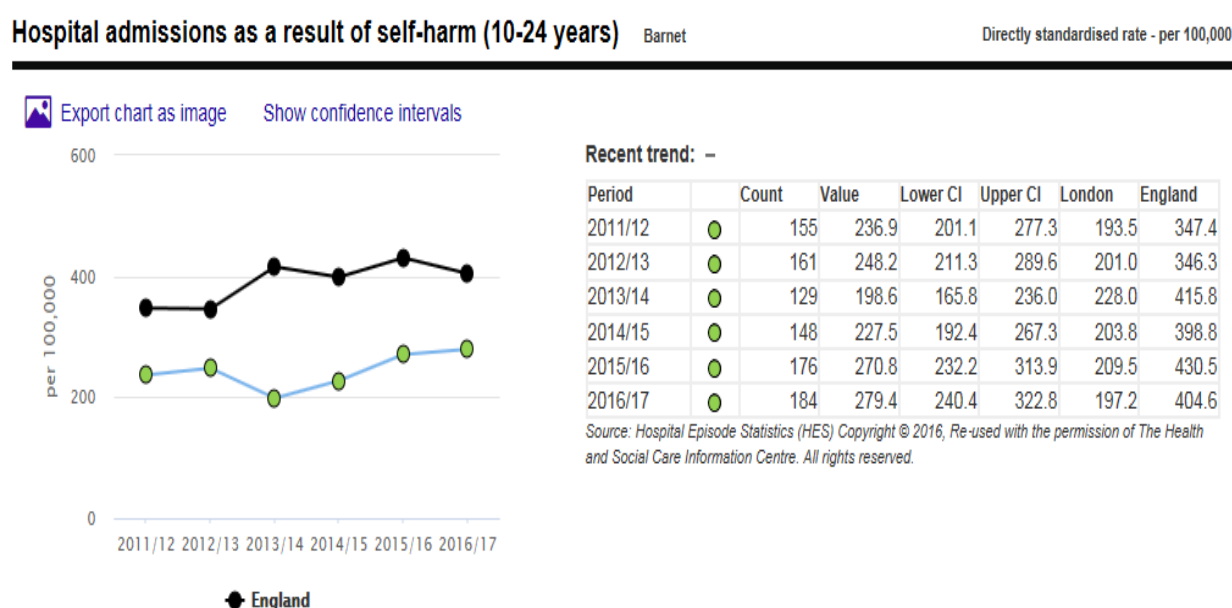 Hospital admissions as a result of self-harm (10-24 years) Barnet Directly standardised rate - per 100,000
Export chart as image Show confidence intervals
600
400
200
0
per 100,000
2011/12 2012/13 2013/14 2014/15 2015/16 2016/17
England
Recent trend: –
Period Count Value Lower CI Upper CI London England
2011/12 155 236.9 201.1 277.3 193.5 347.4
2012/13 161 248.2 211.3 289.6 201.0 346.3
2013/14 129 198.6 165.8 236.0 228.0 415.8
2014/15 148 227.5 192.4 267.3 203.8 398.8
2015/16 176 270.8 232.2 313.9 209.5 430.5
2016/17 184 279.4 240.4 322.8 197.2 404.6
Source: Hospital Episode Statistics (HES) Copyright © 2016, Re-used with the permission of The Health
and Social Care Information Centre. All rights reserved.